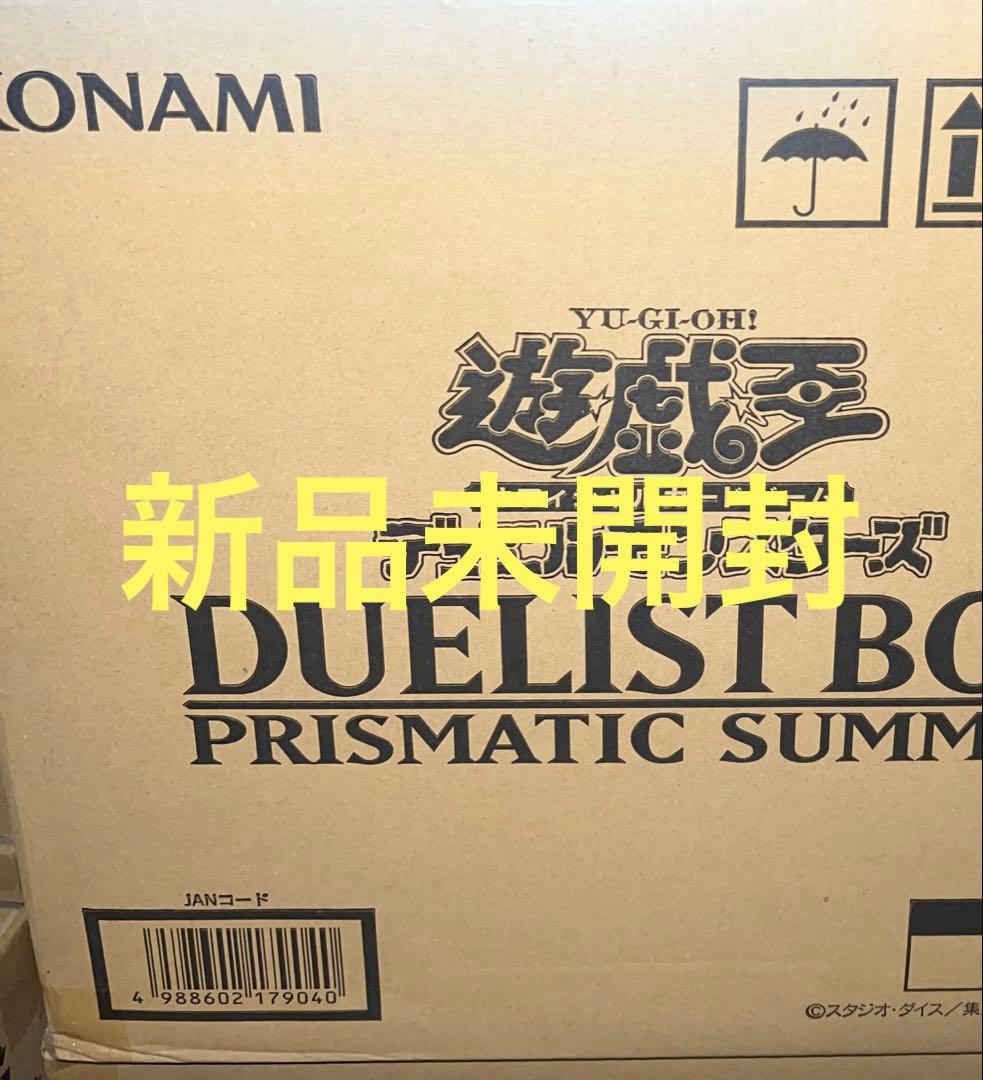 KONAMI
YU-GI-OH!
遊戯王
新品未開封
DUELIST BO
PRISMATIC SUMM
JANコード
4 988602 179040
©スタジオ・ダイス/集